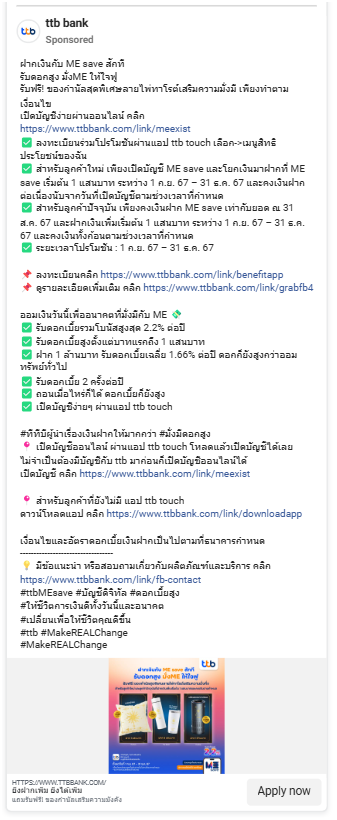 ttb bank
Sponsored
ฝากเงินกับ ME save สักที
รับดอกสูง มั่งME ให้ใจฟู
รับฟรี! ของกำนัลสุดพิเศษลายไพ่ทาโรต์เสริมความมั่งมี เพียงทำตาม
เงื่อนไข
เปิดบัญชีง่ายผ่านออนไลน์ คลิก
https://www.ttbbank.com/link/meexist
✅ ลงทะเบียนร่วมโปรโมชันผ่านแอป ttb touch เลือก->เมนูสิทธิ
ประโยชน์ของฉัน
✅ สำหรับลูกค้าใหม่ เพียงเปิดบัญชี ME save และโยกเงินมาฝากที่ ME
save เริ่มต้น 1 แสนบาท ระหว่าง 1 ก.ย. 67 – 31 ธ.ค. 67 และคงเงินฝาก
ต่อเนื่องนับจากวันที่เปิดบัญชีตามช่วงเวลาที่กำหนด
✅ สำหรับลูกค้าปัจจุบัน เพียงคงเงินฝาก ME save เท่ากับยอด ณ 31
ส.ค. 67 และฝากเงินเพิ่มเริ่มต้น 1 แสนบาท ระหว่าง 1 ก.ย. 67 – 31 ธ.ค.
67 และคงเงินทั้งก้อนตามช่วงเวลาที่กำหนด
✅ ระยะเวลาโปรโมชัน : 1 ก.ย. 67 – 31 ธ.ค. 67
📌 ลงทะเบียนคลิก https://www.ttbbank.com/link/benefitapp
📌 ดูรายละเอียดเพิ่มเติม คลิก https://www.ttbbank.com/link/grabfb4
ออมเงินวันนี้เพื่ออนาคตที่มั่งมีกับ ME 💸
✅ รับดอกเบี้ยรวมโบนัสสูงสุด 2.2% ต่อปี
✅ รับดอกเบี้ยสูงตั้งแต่บาทแรกถึง 1 แสนบาท
✅ ฝาก 1 ล้านบาท รับดอกเบี้ยเฉลี่ย 1.66% ต่อปี ดอกก็ยังสูงกว่าออม
ทรัพย์ทั่วไป
✅ รับดอกเบี้ย 2 ครั้งต่อปี
✅ ถอนเมื่อไหร่ก็ได้ ดอกเบี้ยก็ยังสูง
✅ เปิดบัญชีง่ายๆ ผ่านแอป ttb touch
#ทีทีบีผู้นำเรื่องเงินฝากให้มากกว่า #มั่งมีดอกสูง
📍 เปิดบัญชีออนไลน์ ผ่านแอป ttb touch โหลดแล้วเปิดบัญชีได้เลย
ไม่จำเป็นต้องมีบัญชีกับ ttb มาก่อนก็เปิดบัญชีออนไลน์ได้
เปิดบัญชี คลิก https://www.ttbbank.com/link/meexist
📍 สำหรับลูกค้าที่ยังไม่มี แอป ttb touch
ดาวน์โหลดแอป คลิก https://www.ttbbank.com/link/downloadapp
เงื่อนไขและอัตราดอกเบี้ยเงินฝากเป็นไปตามที่ธนาคารกำหนด
----------------------------------
💡 มีข้อแนะนำ หรือสอบถามเกี่ยวกับผลิตภัณฑ์และบริการ คลิก
https://www.ttbbank.com/link/fb-contact
#ttbMEsave #บัญชีดิจิทัล #ดอกเบี้ยสูง
#ให้ชีวิตการเงินดีทั้งวันนี้และอนาคต
#เปลี่ยนเพื่อให้ชีวิตคุณดีขึ้น
#ttb #MakeREALChange
#MakeREALChange
ttb
ฝากเงินกับ ME save สักที
รับดอกสูง มั่งME ให้ใจฟู
ME
HTTPS://WWW.TTBBANK.COM/
ยิ่งฝากเพิ่ม ยิ่งได้เพิ่ม
แถมรับฟรี! ของกำนัลเสริมความมั่งคั่ง
Apply now